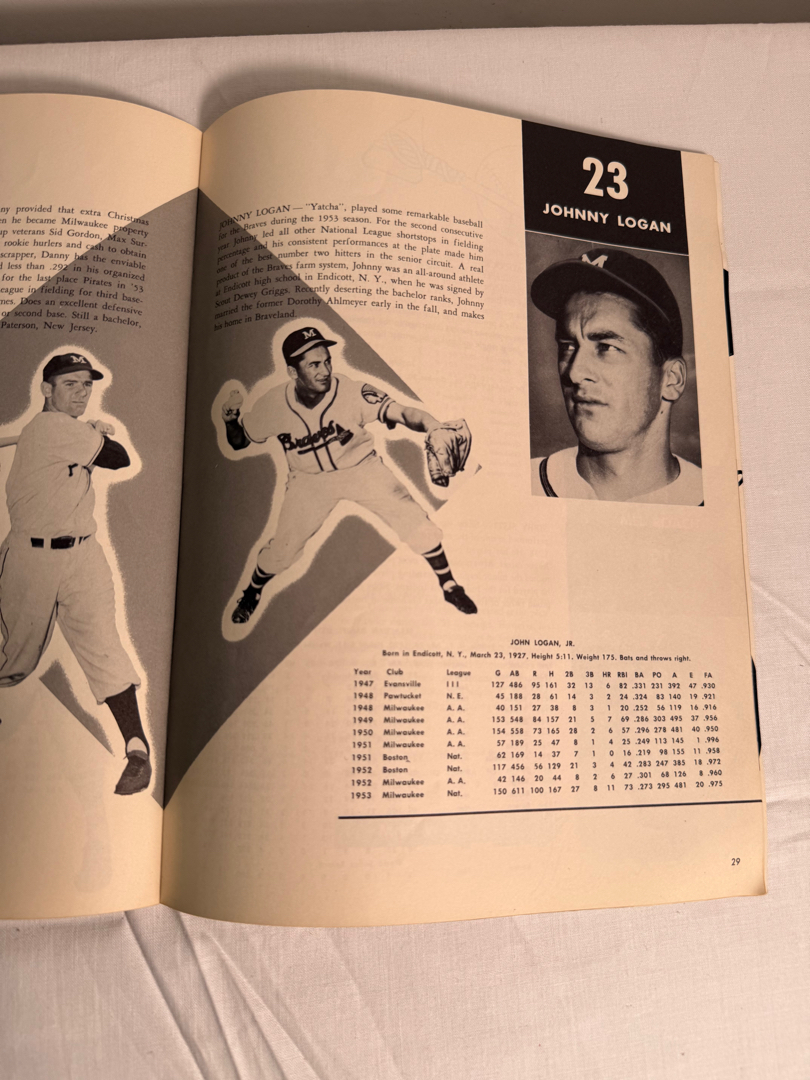 ny provided that extra Christmas
n he became Milwaukee property
up veterans Sid Gordon, Max Sur-
rookie hurlers and cash to obtain
scrapper, Danny has the enviable
d less than .292 in his organized
for the last place Pirates in '53
league in fielding for third base-
mes. Does an excellent defensive
or second base. Still a bachelor,
Paterson, New Jersey.
M
JOHNNY LOGAN — "Yatcha", played some remarkable baseball
for the Braves during the 1953 season. For the second consecutive
year Johnny led all other National League shortstops in fielding
percentage and his consistent performances at the plate made him
one of the best number two hitters in the senior circuit. A real
product of the Braves farm system, Johnny was an all-around athlete
at Endicott high school in Endicott, N. Y., when he was signed by
Scout Dewey Griggs. Recently deserting the bachelor ranks, Johnny
married the former Dorothy Ahlmeyer early in the fall, and makes
his home in Braveland.
M
Braves
23
JOHNNY LOGAN
M
JOHN LOGAN, JR.
Born in Endicott, N. Y., March 23, 1927. Height 5:11. Weight 175. Bats and throws right.
Year Club League G AB R H 2B 3B HR RBI BA PO A E FA
1947 Evansville I I I 127 486 95 161 32 13 6 82 .331 231 392 47 .930
1948 Pawtucket N. E. 45 188 28 61 14 3 2 24 .324 83 140 19 .921
1948 Milwaukee A. A. 40 151 27 38 8 3 1 20 .252 56 119 16 .916
1949 Milwaukee A. A. 153 548 84 157 21 5 7 69 .286 303 495 37 .956
1950 Milwaukee A. A. 154 558 73 165 28 2 6 57 .296 278 481 40 .950
1951 Milwaukee A. A. 57 189 25 47 8 1 4 25 .249 113 145 1 .996
1951 Boston Nat. 62 169 14 37 7 1 0 16 .219 98 155 11 .958
1952 Boston Nat. 117 456 56 129 21 3 4 42 .283 247 385 18 .972
1952 Milwaukee A. A. 42 146 20 44 8 2 6 27 .301 68 126 8 .960
1953 Milwaukee Nat. 150 611 100 167 27 8 11 73 .273 295 481 20 .975
29